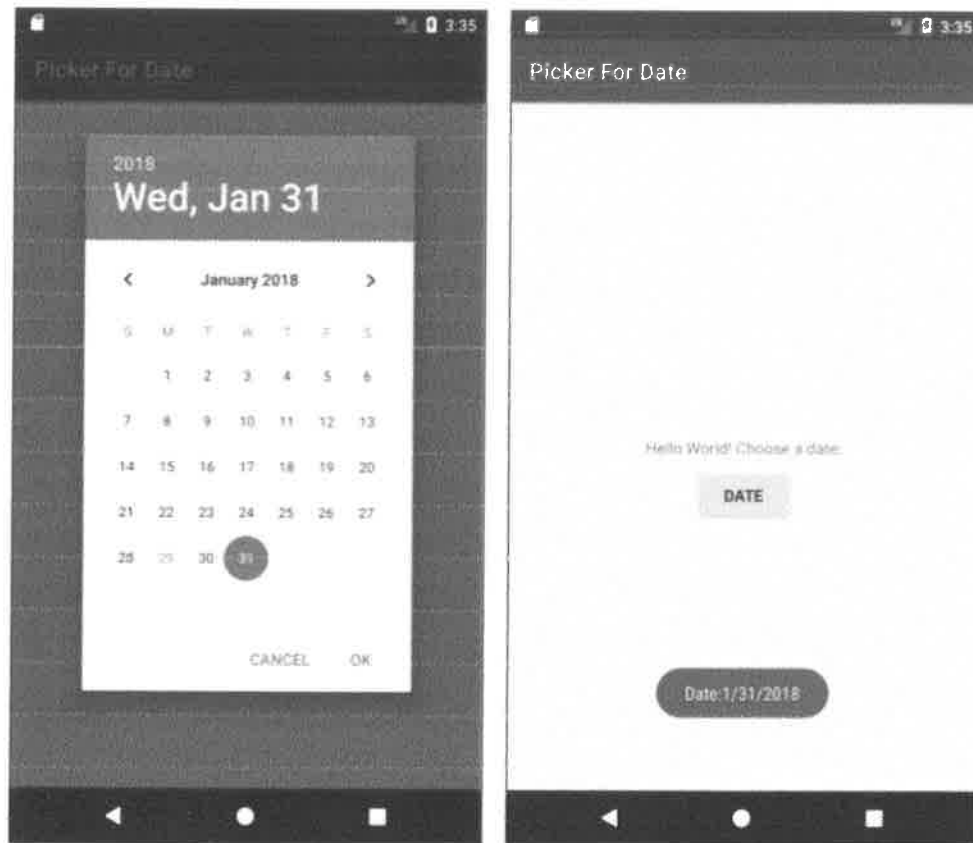 3:35
Picker For Date
2018
Wed, Jan 31
January 2018
S M T W T F S
1 2 3 4 5 6
7 8 9 10 11 12 13
14 15 16 17 18 19 20
21 22 23 24 25 26 27
28 29 30 31
CANCEL OK
3:35
Picker For Date
Hello World! Choose a date:
DATE
Date:1/31/2018